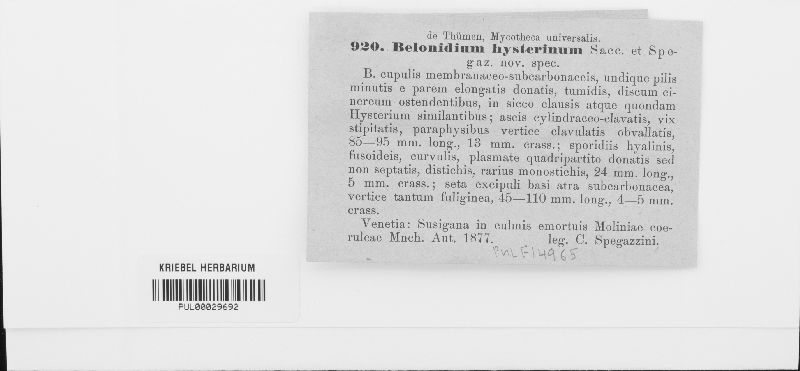 de Thümen, Mycotheca universalis.
920. Belonidium hysterinum Sacc. et Spe-
gaz. nov. spec.
B. cupulis membranaceo-subcarbonaceis, undique pilis
minutis e parem elongatis donatis, tumidis, discum ci-
nereum ostendentibus, in sicco clausis atque quondam
Hysterium similantibus; ascis cylindraceo-clavatis, vix
stipitatis, paraphysibus vertice clavulatis obvallatis,
85—95 mm. long., 13 mm. crass.; sporidiis hyalinis,
fusoideis, curvulis, plasmate quadripartito donatis sed
non septatis, distichis, rarius monostichis, 24 mm. long.,
5 mm. crass.; seta excipuli basi atra subcarbonacea,
vertice tantum fuliginea, 45—110 mm. long., 4—5 mm.
crass.
Venetia: Susigana in culmis emortuis Moliniae coe-
ruleae Mnch. Aut. 1877. leg. C. Spegazzini.
PUL F14965
KRIEBEL HERBARIUM
PUL00029692